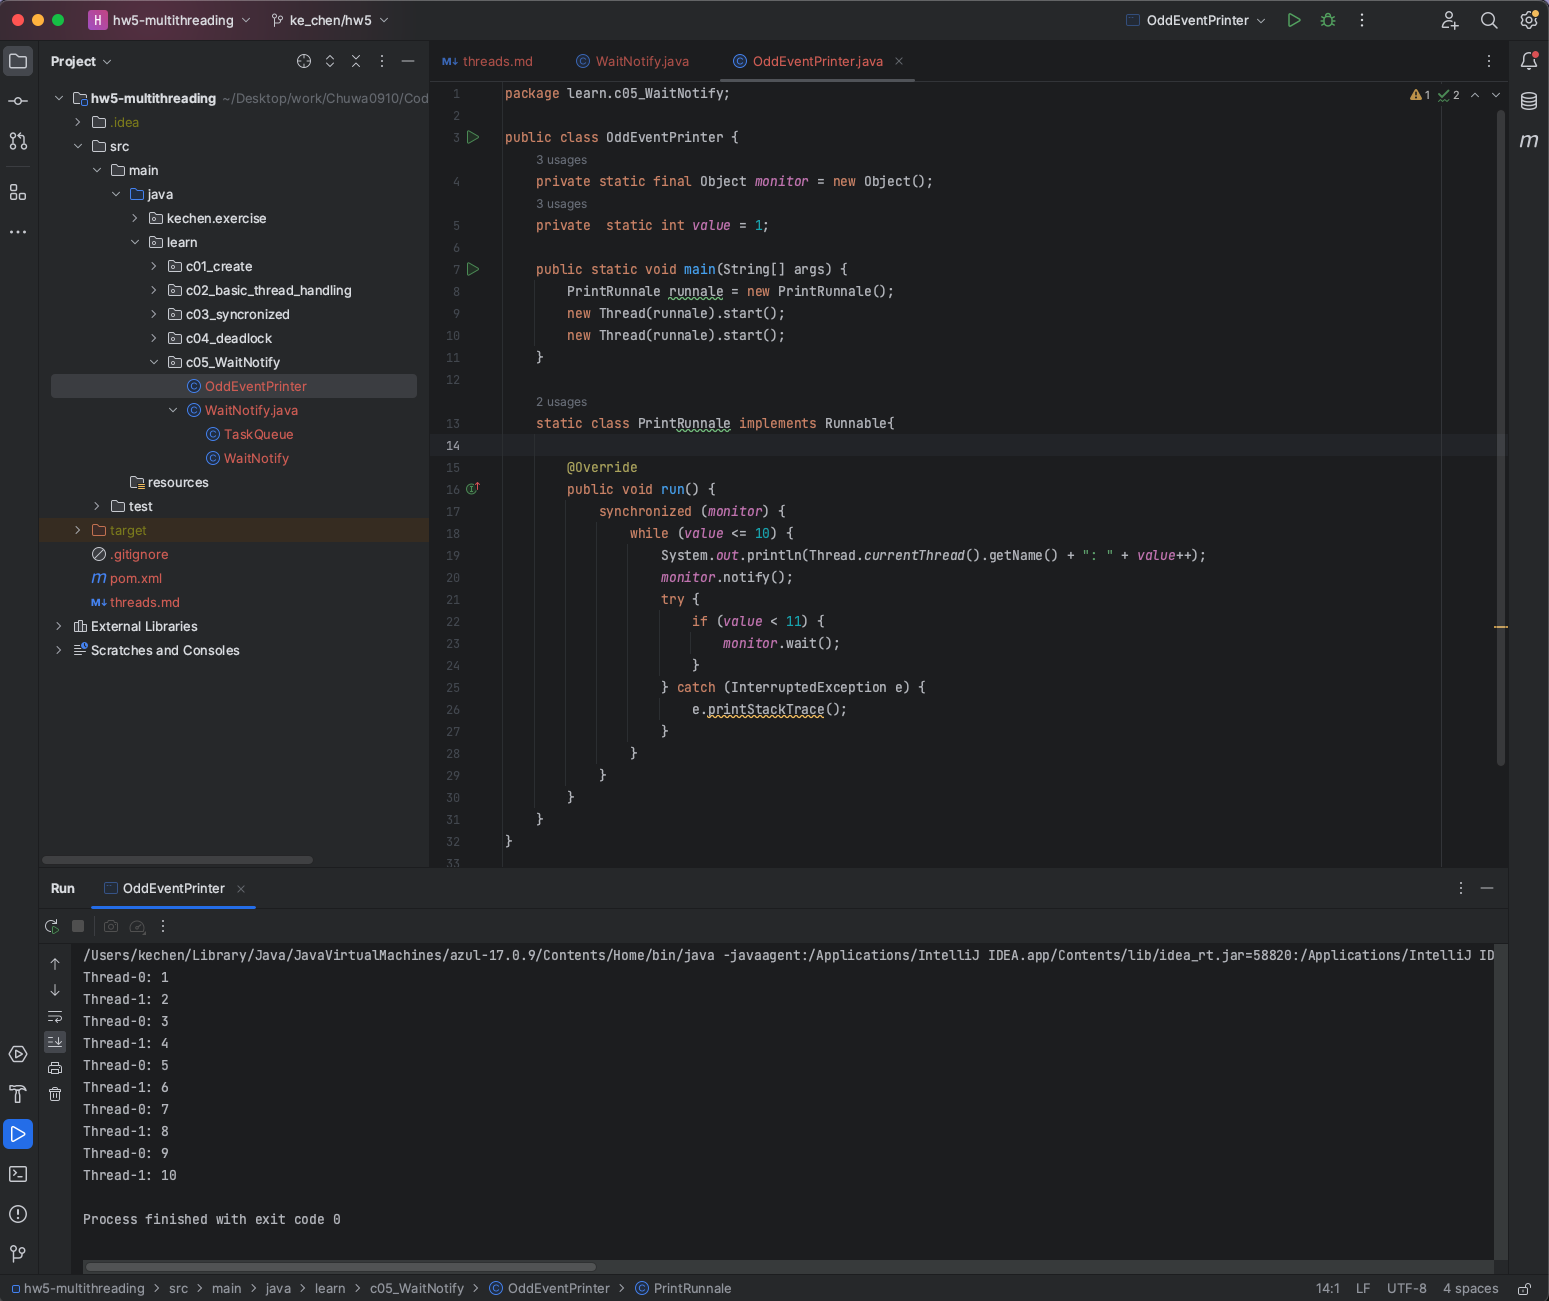 H hw5-multithreading ke_chen/hw5 OddEventPrinter
Project
hw5-multithreading ~/Desktop/work/Chuwa0910/Cod
.idea
src
main
java
kechen.exercise
learn
c01_create
c02_basic_thread_handling
c03_syncronized
c04_deadlock
c05_WaitNotify
OddEventPrinter
WaitNotify.java
TaskQueue
WaitNotify
resources
test
target
.gitignore
pom.xml
threads.md
External Libraries
Scratches and Consoles
threads.md WaitNotify.java OddEventPrinter.java
1 2
1 package learn.c05_WaitNotify;
2
3 public class OddEventPrinter {
3 usages
4 private static final Object monitor = new Object();
3 usages
5 private  static int value = 1;
6
7 public static void main(String[] args) {
8 PrintRunnale runnale = new PrintRunnale();
9 new Thread(runnale).start();
10 new Thread(runnale).start();
11 }
12
2 usages
13 static class PrintRunnale implements Runnable{
14
15 @Override
16 public void run() {
17 synchronized (monitor) {
18 while (value <= 10) {
19 System.out.println(Thread.currentThread().getName() + ": " + value++);
20 monitor.notify();
21 try {
22 if (value < 11) {
23 monitor.wait();
24 }
25 } catch (InterruptedException e) {
26 e.printStackTrace();
27 }
28 }
29 }
30 }
31 }
32 }
33
Run OddEventPrinter
/Users/kechen/Library/Java/JavaVirtualMachines/azul-17.0.9/Contents/Home/bin/java -javaagent:/Applications/IntelliJ IDEA.app/Contents/lib/idea_rt.jar=58820:/Applications/IntelliJ ID
Thread-0: 1
Thread-1: 2
Thread-0: 3
Thread-1: 4
Thread-0: 5
Thread-1: 6
Thread-0: 7
Thread-1: 8
Thread-0: 9
Thread-1: 10
Process finished with exit code 0
hw5-multithreading src main java learn c05_WaitNotify OddEventPrinter PrintRunnale 14:1 LF UTF-8 4 spaces